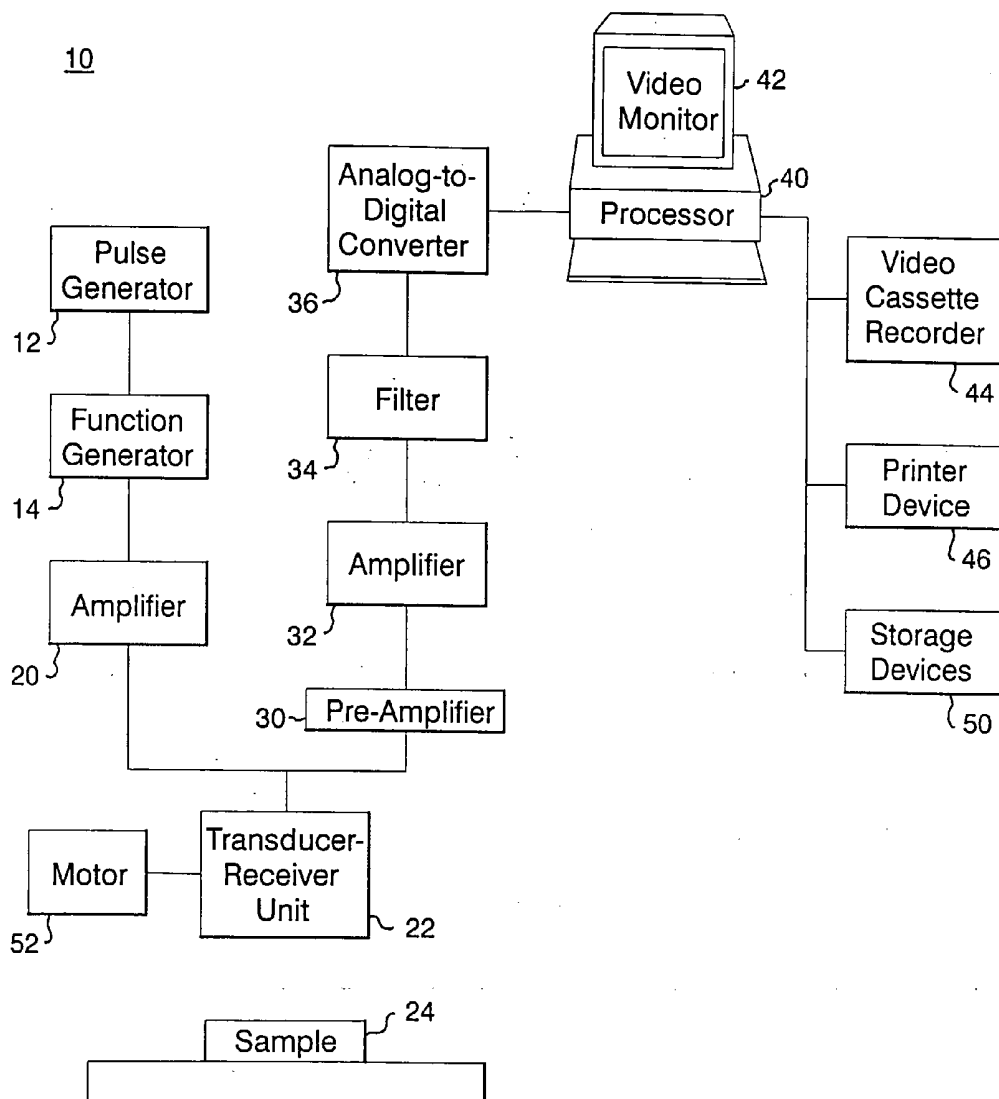 10
Video
Monitor
42
Analog-to-
Digital
Converter
36
40
Processor
Pulse
Generator
12
Video
Cassette
Recorder
44
Filter
34
Function
Generator
14
Printer
Device
46
Amplifier
32
Amplifier
20
Storage
Devices
50
30
Pre-Amplifier
Motor
52
Transducer-
Receiver
Unit
22
24
Sample